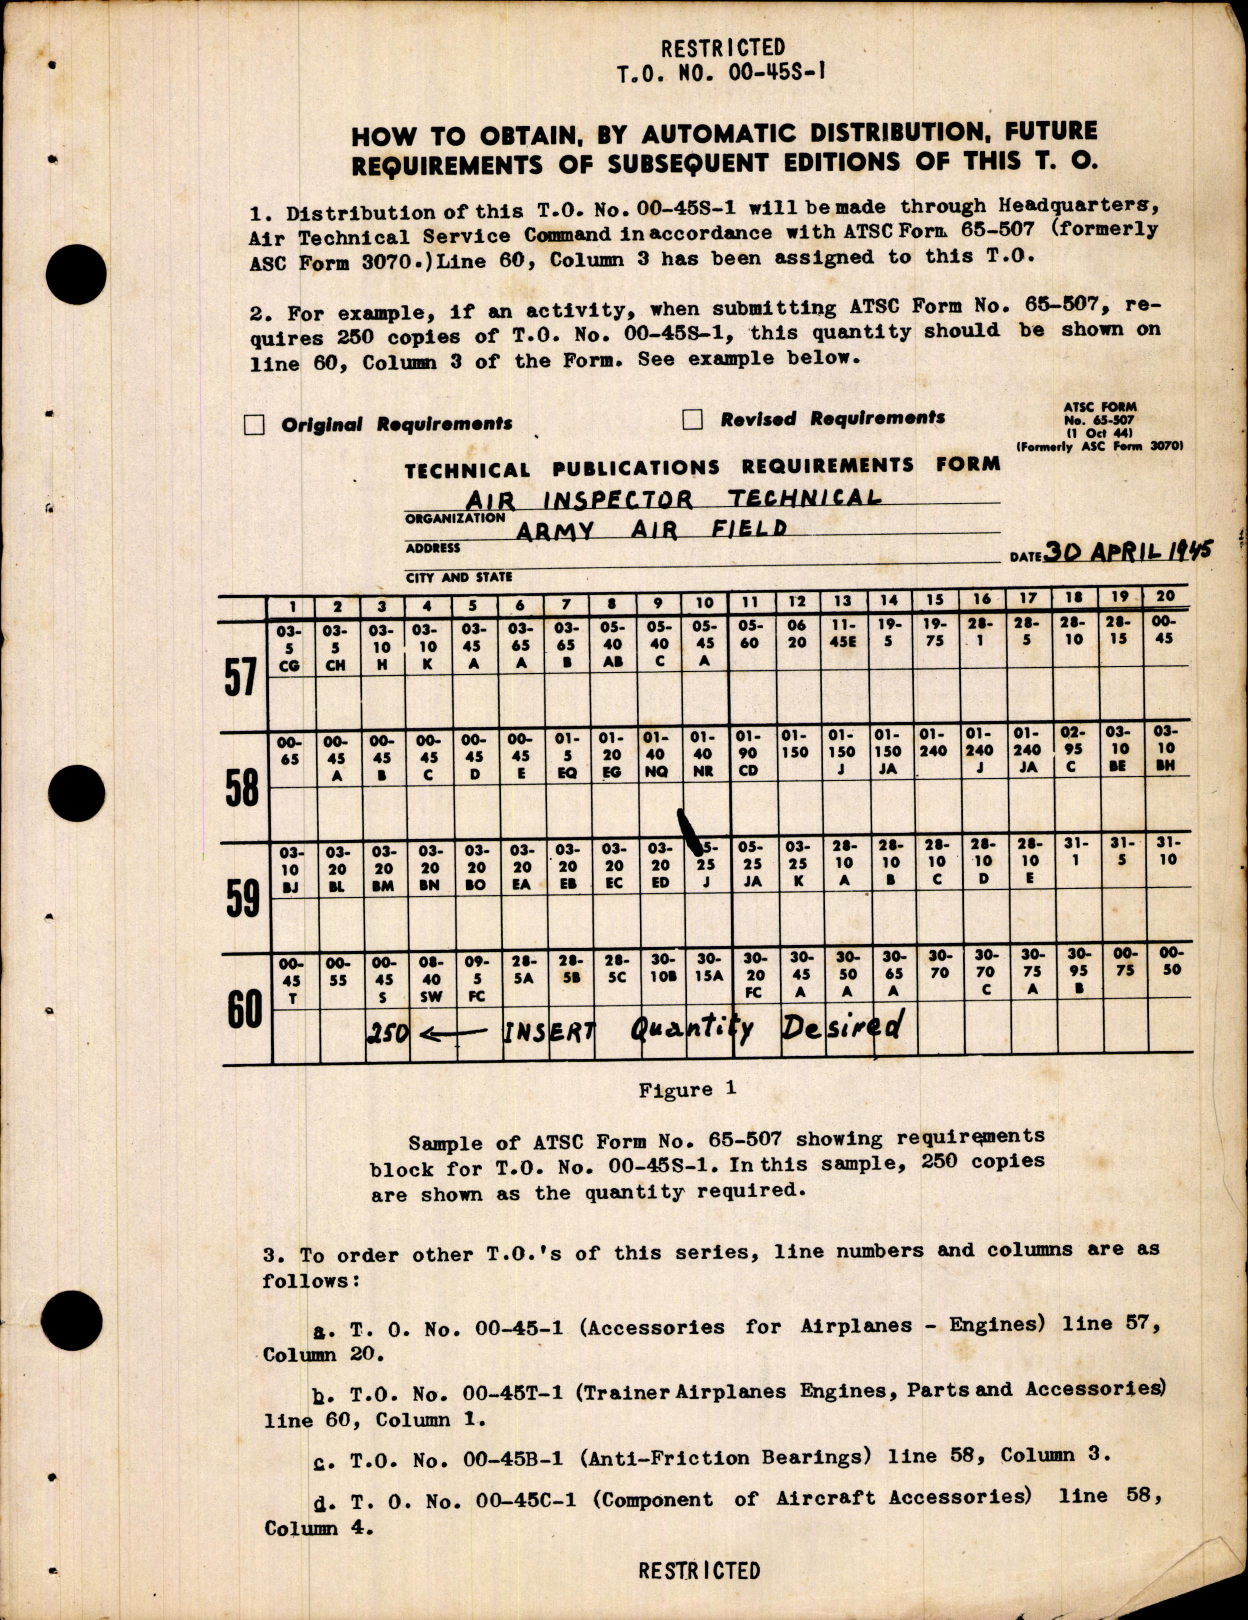 RESTRICTED
T.O. NO. 00-45S-1
HOW TO OBTAIN, BY AUTOMATIC DISTRIBUTION, FUTURE
REQUIREMENTS OF SUBSEQUENT EDITIONS OF THIS T. O.
1. Distribution of this T.O. No. 00-45S-1 will be made through Headquarters,
Air Technical Service Command in accordance with ATSC Form 65-507 (formerly
ASC Form 3070.) Line 60, Column 3 has been assigned to this T.O.
2. For example, if an activity, when submitting ATSC Form No. 65-507, re-
quires 250 copies of T.O. No. 00-45S-1, this quantity should be shown on
line 60, Column 3 of the Form. See example below.
Original Requirements
Revised Requirements
ATSC FORM
No. 65-507
(1 Oct 44)
(Formerly ASC Form 3070)
TECHNICAL PUBLICATIONS REQUIREMENTS FORM
AIR INSPECTOR TECHNICAL
ORGANIZATION
ARMY AIR FIELD
ADDRESS
DATE 30 APRIL 1945
CITY AND STATE
1 2 3 4 5 6 7 8 9 10 11 12 13 14 15 16 17 18 19 20
57
03- 03- 03- 03- 03- 03- 03- 05- 05- 05- 05- 06 11- 19- 19- 28- 28- 28- 28- 00-
5 5 10 10 45 65 65 40 40 45 60 20 45E 5 75 1 5 10 15 45
CG CH H K A A B AB C A
58
00- 00- 00- 00- 00- 00- 01- 01- 01- 01- 01- 01- 01- 01- 01- 01- 01- 02- 03- 03-
65 45 45 45 45 45 5 20 40 40 90 150 150 150 240 240 240 95 10 10
A B C D E EQ EG NQ NR CD J JA J JA C BE BH
59
03- 03- 03- 03- 03- 03- 03- 03- 03- 5- 05- 03- 28- 28- 28- 28- 28- 31- 31- 31-
10 20 20 20 20 20 20 20 20 25 25 25 10 10 10 10 10 1 5 10
BJ BL BM BN BO EA EB EC ED J JA K A B C D E
60
00- 00- 00- 08- 09- 28- 28- 28- 30- 30- 30- 30- 30- 30- 30- 30- 30- 30- 00- 00-
45 55 45 40 5 5A 5B 5C 10B 15A 20 45 50 65 70 70 75 95 75 50
T S SW FC FC A A A C A B
250 ← INSERT Quantity Desired
Figure 1
Sample of ATSC Form No. 65-507 showing requirements
block for T.O. No. 00-45S-1. In this sample, 250 copies
are shown as the quantity required.
3. To order other T.O.'s of this series, line numbers and columns are as
follows:
a. T. O. No. 00-45-1 (Accessories for Airplanes - Engines) line 57,
Column 20.
b. T.O. No. 00-45T-1 (Trainer Airplanes Engines, Parts and Accessories)
line 60, Column 1.
c. T.O. No. 00-45B-1 (Anti-Friction Bearings) line 58, Column 3.
d. T. O. No. 00-45C-1 (Component of Aircraft Accessories) line 58,
Column 4.
RESTRICTED